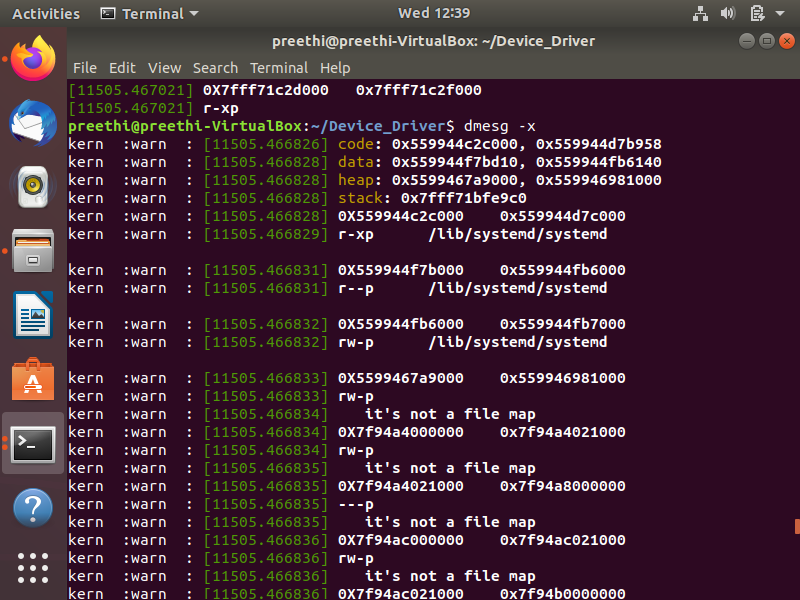 Activities Terminal Wed 12:39
preethi@preethi-VirtualBox: ~/Device_Driver
File Edit View Search Terminal Help
[11505.467021] 0X7fff71c2d000   0x7fff71c2f000
[11505.467021] r-xp
preethi@preethi-VirtualBox:~/Device_Driver$ dmesg -x
kern  :warn  : [11505.466826] code: 0x559944c2c000, 0x559944d7b958
kern  :warn  : [11505.466828] data: 0x559944f7bd10, 0x559944fb6140
kern  :warn  : [11505.466828] heap: 0x5599467a9000, 0x559946981000
kern  :warn  : [11505.466828] stack: 0x7fff71bfe9c0
kern  :warn  : [11505.466828] 0X559944c2c000    0x559944d7c000
kern  :warn  : [11505.466829] r-xp      /lib/systemd/systemd
kern  :warn  : [11505.466831] 0X559944f7b000    0x559944fb6000
kern  :warn  : [11505.466831] r--p      /lib/systemd/systemd
kern  :warn  : [11505.466832] 0X559944fb6000    0x559944fb7000
kern  :warn  : [11505.466832] rw-p      /lib/systemd/systemd
kern  :warn  : [11505.466833] 0X5599467a9000    0x559946981000
kern  :warn  : [11505.466833] rw-p
kern  :warn  : [11505.466834]    it's not a file map
kern  :warn  : [11505.466834] 0X7f94a4000000    0x7f94a4021000
kern  :warn  : [11505.466834] rw-p
kern  :warn  : [11505.466835]    it's not a file map
kern  :warn  : [11505.466835] 0X7f94a4021000    0x7f94a8000000
kern  :warn  : [11505.466835] ---p
kern  :warn  : [11505.466835]    it's not a file map
kern  :warn  : [11505.466835] 0X7f94ac000000    0x7f94ac021000
kern  :warn  : [11505.466836] rw-p
kern  :warn  : [11505.466836]    it's not a file map
kern  :warn  : [11505.466836] 0X7f94ac021000    0x7f94b0000000